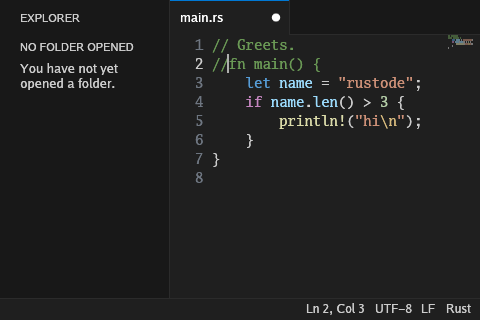 EXPLORER
NO FOLDER OPENED
You have not yet
opened a folder.
main.rs
1 // Greets.
2 //fn main() {
3     let name = "rustode";
4     if name.len() > 3 {
5         println!("hi\n");
6     }
7 }
8
Ln 2, Col 3 UTF-8 LF Rust